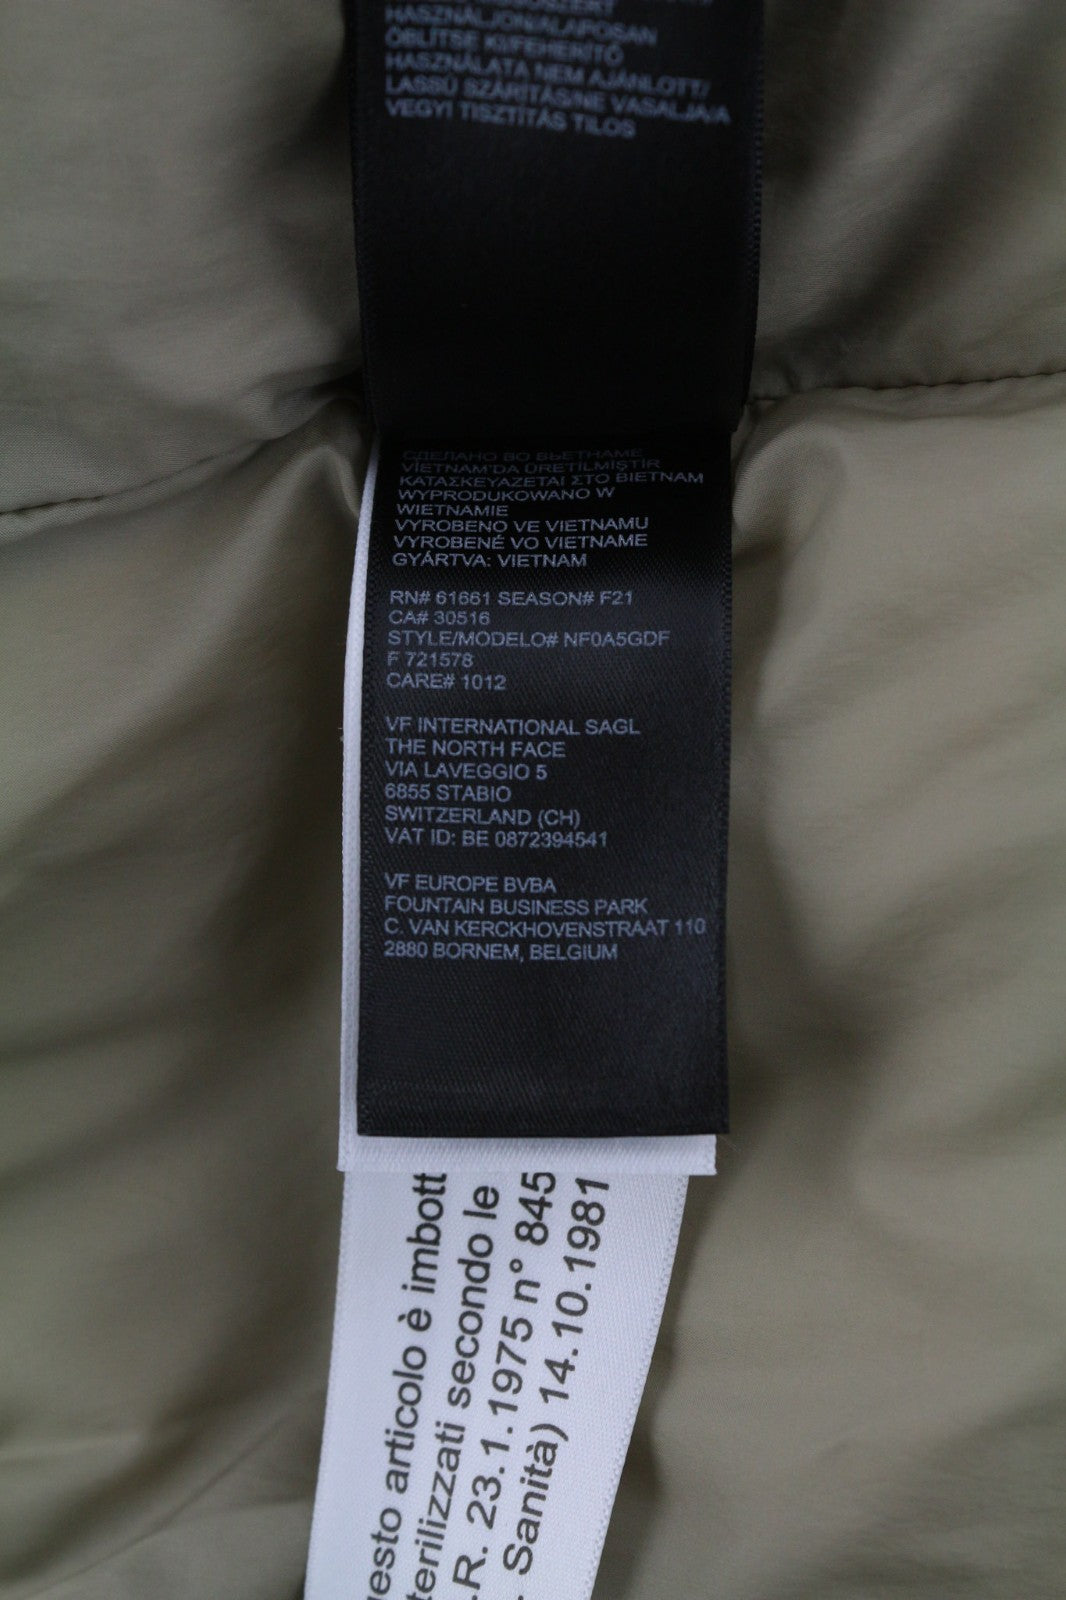 HASZNÁLJON/ALAPOSAN
ÖBLÍTSE KI/FEHÉRÍTŐ
HASZNÁLATA NEM AJÁNLOTT/
LASSÚ SZÁRÍTÁS/NE VASALJA/A
VEGYI TISZTÍTÁS TILOS
СДЕЛАНО ВО ВЬЕТНАМЕ
VİETNAM'DA ÜRETİLMİŞTİR
ΚΑΤΑΣΚΕΥΑΖΕΤΑΙ ΣΤΟ ΒΙΕΤΝΑΜ
WYPRODUKOWANO W
WIETNAMIE
VYROBENO VE VIETNAMU
VYROBENÉ VO VIETNAME
GYÁRTVA: VIETNAM
RN# 61661 SEASON# F21
CA# 30516
STYLE/MODELO# NF0A5GDF
F 721578
CARE# 1012
VF INTERNATIONAL SAGL
THE NORTH FACE
VIA LAVEGGIO 5
6855 STABIO
SWITZERLAND (CH)
VAT ID: BE 0872394541
VF EUROPE BVBA
FOUNTAIN BUSINESS PARK
C. VAN KERCKHOVENSTRAAT 110
2880 BORNEM, BELGIUM
esto articolo è imbott
terilizzati secondo le
.R. 23.1.1975 n° 845
. Sanità) 14.10.1981